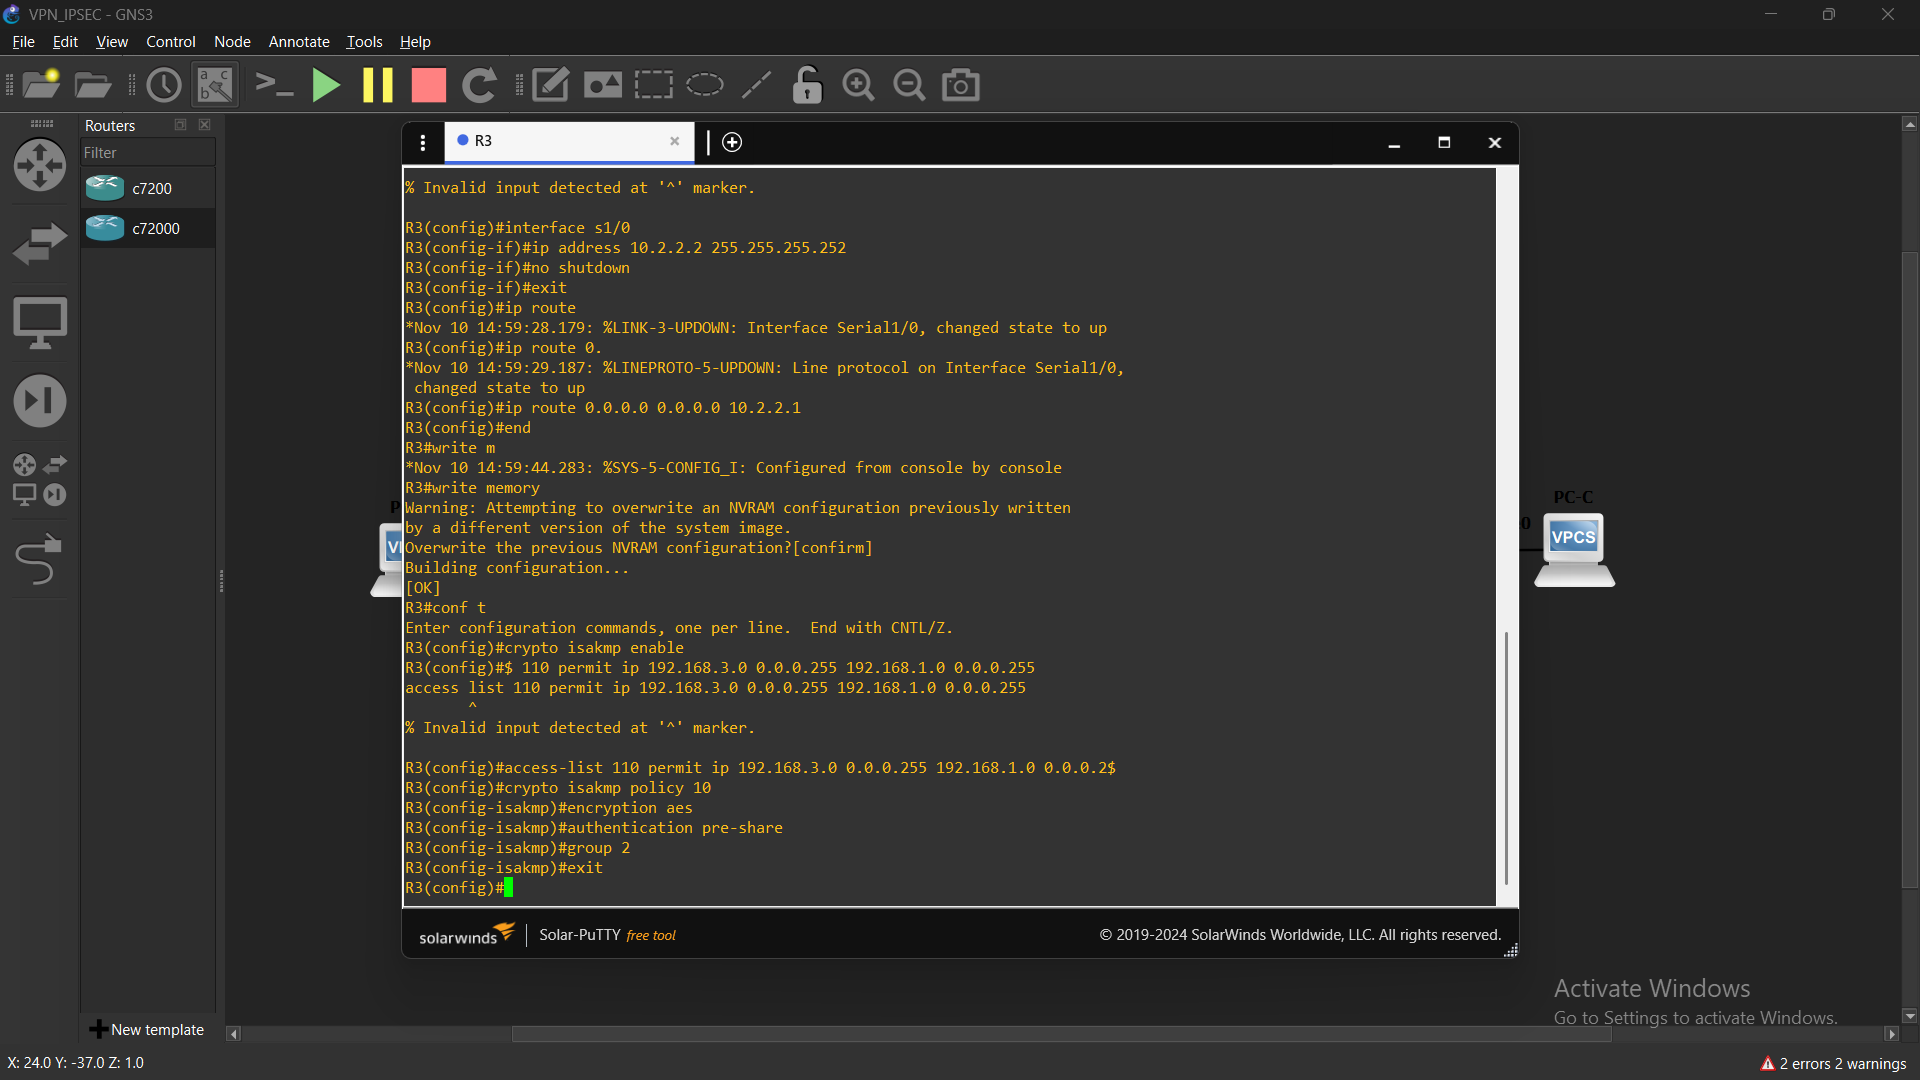 VPN_IPSEC - GNS3
File Edit View Control Node Annotate Tools Help
Routers
Filter
c7200
c72000
New template
R3
% Invalid input detected at '^' marker.
R3(config)#interface s1/0
R3(config-if)#ip address 10.2.2.2 255.255.255.252
R3(config-if)#no shutdown
R3(config-if)#exit
R3(config)#ip route
*Nov 10 14:59:28.179: %LINK-3-UPDOWN: Interface Serial1/0, changed state to up
R3(config)#ip route 0.
*Nov 10 14:59:29.187: %LINEPROTO-5-UPDOWN: Line protocol on Interface Serial1/0,
changed state to up
R3(config)#ip route 0.0.0.0 0.0.0.0 10.2.2.1
R3(config)#end
R3#write m
*Nov 10 14:59:44.283: %SYS-5-CONFIG_I: Configured from console by console
R3#write memory
Warning: Attempting to overwrite an NVRAM configuration previously written
by a different version of the system image.
Overwrite the previous NVRAM configuration?[confirm]
Building configuration...
[OK]
R3#conf t
Enter configuration commands, one per line.  End with CNTL/Z.
R3(config)#crypto isakmp enable
R3(config)#$ 110 permit ip 192.168.3.0 0.0.0.255 192.168.1.0 0.0.0.255
access list 110 permit ip 192.168.3.0 0.0.0.255 192.168.1.0 0.0.0.255
^
% Invalid input detected at '^' marker.
R3(config)#access-list 110 permit ip 192.168.3.0 0.0.0.255 192.168.1.0 0.0.0.2$
R3(config)#crypto isakmp policy 10
R3(config-isakmp)#encryption aes
R3(config-isakmp)#authentication pre-share
R3(config-isakmp)#group 2
R3(config-isakmp)#exit
R3(config)#
solarwinds Solar-PuTTY free tool
© 2019-2024 SolarWinds Worldwide, LLC. All rights reserved.
PC-C
VPCS
Activate Windows
Go to Settings to activate Windows.
X: 24.0 Y: -37.0 Z: 1.0
2 errors 2 warnings